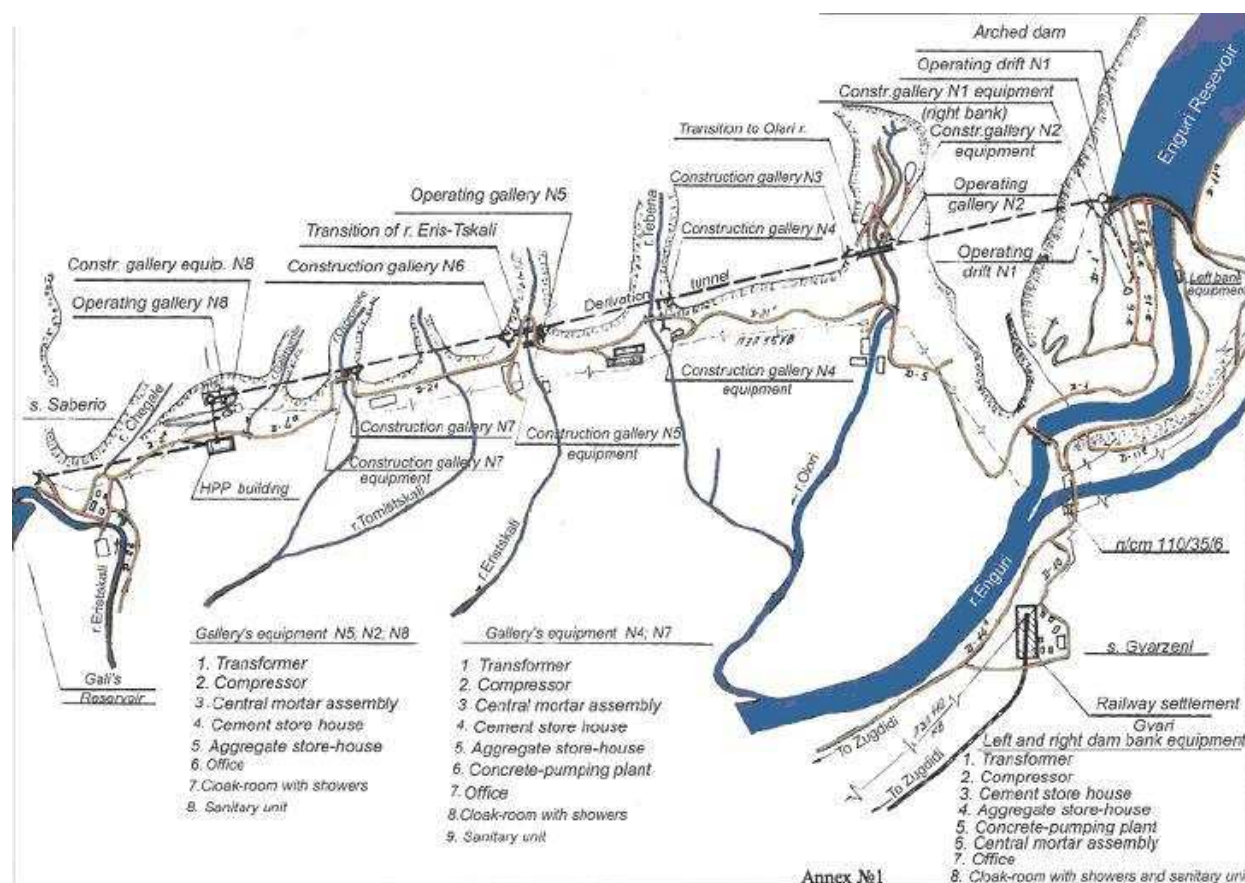 Arched dam
Operating drift N1
Constr.gallery N1 equipment
(right bank)
Enguri Resevoir
Transition to Olori r.
Constr.gallery N2
equipment
Construction gallery N3
Operating
gallery N2
Operating gallery N5
r.Tebena
Construction gallery N4
Transition of r. Eris-Tskali
Operating
drift N1
Constr. gallery equip. N8
Construction gallery N6
Left bank
equipment
Derivation
tunnel
Operating gallery N8
Construction gallery N4
equipment
s. Saberio
r. Chegele
Construction gallery N7
Construction gallery N5
equipment
Construction gallery N7
equipment
HPP building
r.Tomistskali
r.Olori
r.Eristskali
r.Eristskali
r.Enguri
n/cm 110/35/6
s. Gvarzeni
Gali's
Reservoir
Railway settlement
Gvari
To Zugdidi
To Zugdidi
Gallery's equipment N5, N2; N8
1. Transformer
2. Compressor
3. Central mortar assembly
4. Cement store house
5. Aggregate store-house
6. Office
7.Cloak-room with showers
8. Sanitary unit
Gallery's equipment N4; N7
1 Transformer
2. Compressor
3. Central mortar assembly
4. Cement store house
5. Aggregate store-house
6. Concrete-pumping plant
7. Office
8.Cloak-room with showers
9. Sanitary unit
Left and right dam bank equipment
1. Transformer
2. Compressor
3. Cement store house
4. Aggregate store-house
5. Concrete-pumping plant
6. Central mortar assembly
7. Office
8. Cloak-room with showers and sanitary unit
Annex №1